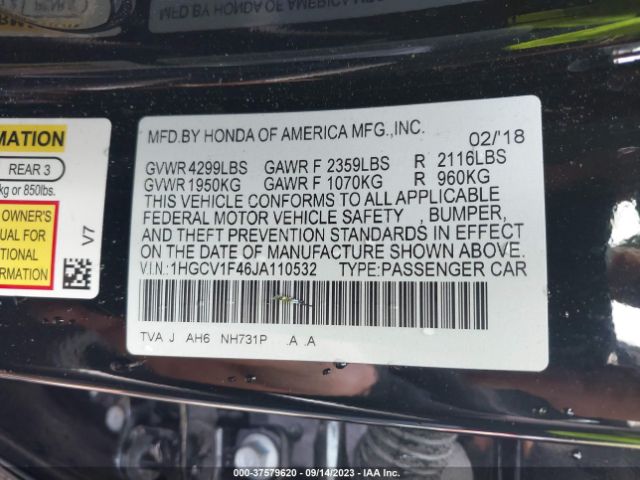 MFD.BY HONDA OF AMERICA MFG.,INC. 02/'18
GVWR 4299LBS GAWR F 2359LBS R 2116LBS
GVWR 1950KG GAWR F 1070KG R 960KG
THIS VEHICLE CONFORMS TO ALL APPLICABLE
FEDERAL MOTOR VEHICLE SAFETY , BUMPER,
AND THEFT PREVENTION STANDARDS IN EFFECT
ON THE DATE OF MANUFACTURE SHOWN ABOVE.
V.I.N.:1HGCV1F46JA110532 TYPE:PASSENGER CAR
TVA J AH6 NH731P .A .A
RMATION
REAR 3
kg or 850lbs.
OWNER'S
UAL FOR
TIONAL
RMATION
V7
000-37579620 - 09/14/2023 - IAA Inc.